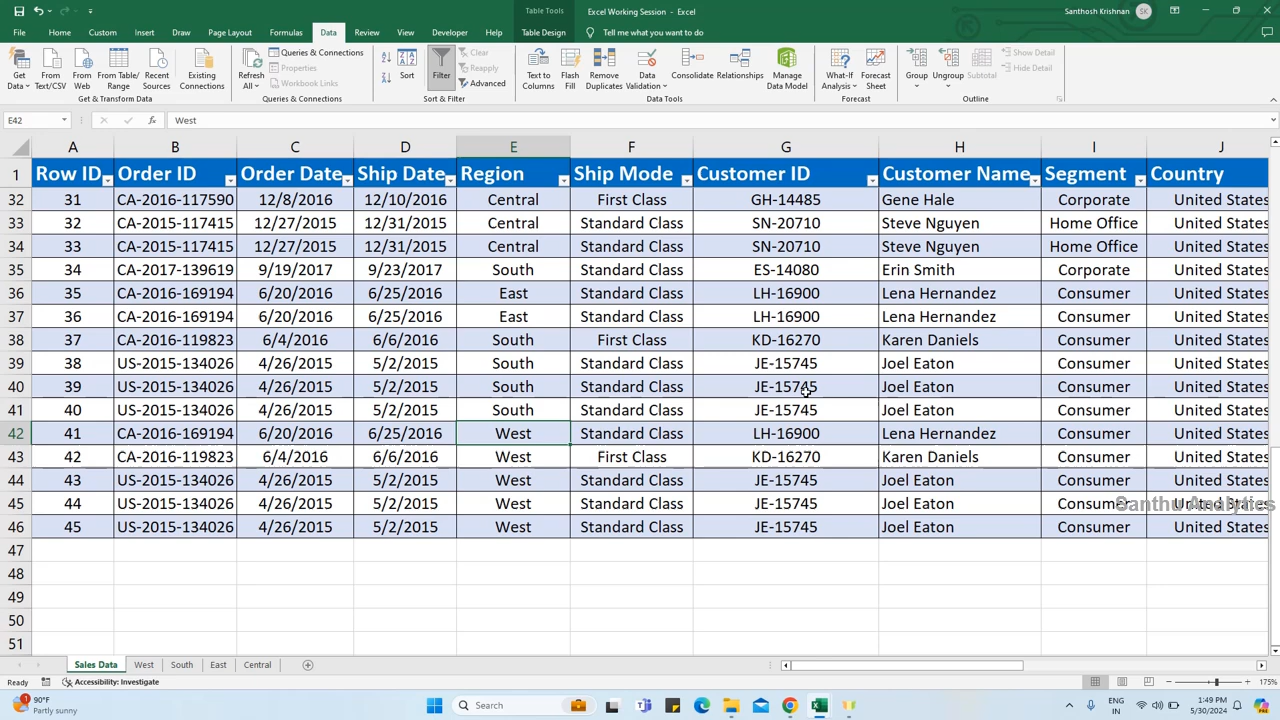 Table Tools
Excel Working Session - Excel
Santhosh Krishnan SK
File Home Custom Insert Draw Page Layout Formulas Data Review View Developer Help Table Design Tell me what you want to do
Get Data
From Text/CSV
From Web
From Table/ Range
Recent Sources
Existing Connections
Get & Transform Data
Refresh All
Queries & Connections
Properties
Workbook Links
Queries & Connections
Sort
Filter
Clear
Reapply
Advanced
Sort & Filter
Text to Columns
Flash Fill
Remove Duplicates
Data Validation
Consolidate
Relationships
Manage Data Model
Data Tools
What-If Analysis
Forecast Sheet
Forecast
Group
Ungroup
Subtotal
Show Detail
Hide Detail
Outline
E42 fx West
A B C D E F G H I J
1 Row ID Order ID Order Date Ship Date Region Ship Mode Customer ID Customer Name Segment Country
32 31 CA-2016-117590 12/8/2016 12/10/2016 Central First Class GH-14485 Gene Hale Corporate United States
33 32 CA-2015-117415 12/27/2015 12/31/2015 Central Standard Class SN-20710 Steve Nguyen Home Office United States
34 33 CA-2015-117415 12/27/2015 12/31/2015 Central Standard Class SN-20710 Steve Nguyen Home Office United States
35 34 CA-2017-139619 9/19/2017 9/23/2017 South Standard Class ES-14080 Erin Smith Corporate United States
36 35 CA-2016-169194 6/20/2016 6/25/2016 East Standard Class LH-16900 Lena Hernandez Consumer United States
37 36 CA-2016-169194 6/20/2016 6/25/2016 East Standard Class LH-16900 Lena Hernandez Consumer United States
38 37 CA-2016-119823 6/4/2016 6/6/2016 South First Class KD-16270 Karen Daniels Consumer United States
39 38 US-2015-134026 4/26/2015 5/2/2015 South Standard Class JE-15745 Joel Eaton Consumer United States
40 39 US-2015-134026 4/26/2015 5/2/2015 South Standard Class JE-15745 Joel Eaton Consumer United States
41 40 US-2015-134026 4/26/2015 5/2/2015 South Standard Class JE-15745 Joel Eaton Consumer United States
42 41 CA-2016-169194 6/20/2016 6/25/2016 West Standard Class LH-16900 Lena Hernandez Consumer United States
43 42 CA-2016-119823 6/4/2016 6/6/2016 West First Class KD-16270 Karen Daniels Consumer United States
44 43 US-2015-134026 4/26/2015 5/2/2015 West Standard Class JE-15745 Joel Eaton Consumer United States
45 44 US-2015-134026 4/26/2015 5/2/2015 West Standard Class JE-15745 Joel Eaton Consumer United States
Santhu Analytics
46 45 US-2015-134026 4/26/2015 5/2/2015 West Standard Class JE-15745 Joel Eaton Consumer United States
47
48
49
50
51
Sales Data West South East Central
Ready Accessibility: Investigate 175%
90°F
Partly sunny
Search
ENG
IN
1:49 PM
5/30/2024